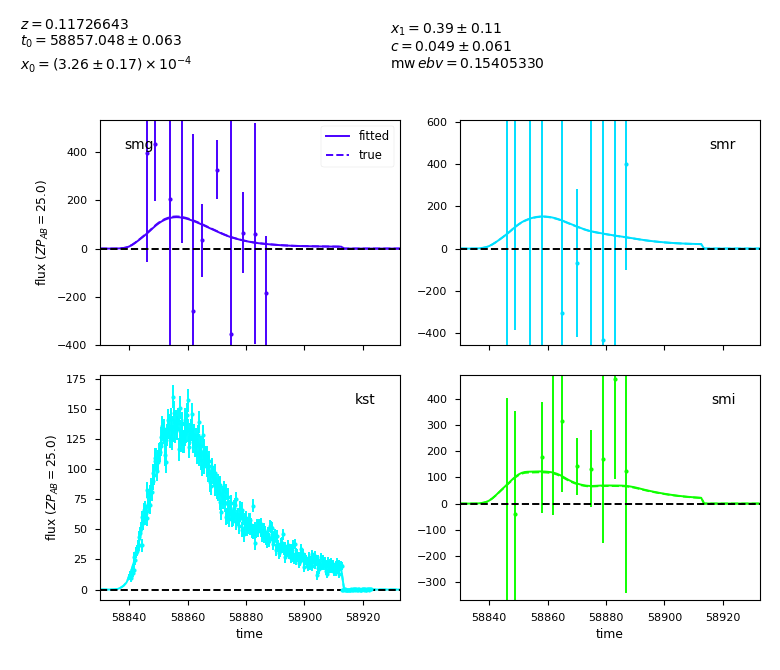 z = 0.11726643
t₀ = 58857.048 ± 0.063
x₀ = (3.26 ± 0.17) × 10⁻⁴
x₁ = 0.39 ± 0.11
c = 0.049 ± 0.061
mw ebv = 0.15405330
smg
fitted
true
flux (ZP_AB = 25.0)
400
200
0
−200
−400
smr
600
400
200
0
−200
−400
kst
flux (ZP_AB = 25.0)
175
150
125
100
75
50
25
0
58840 58860 58880 58900 58920
time
smi
400
300
200
100
0
−100
−200
−300
58840 58860 58880 58900 58920
time